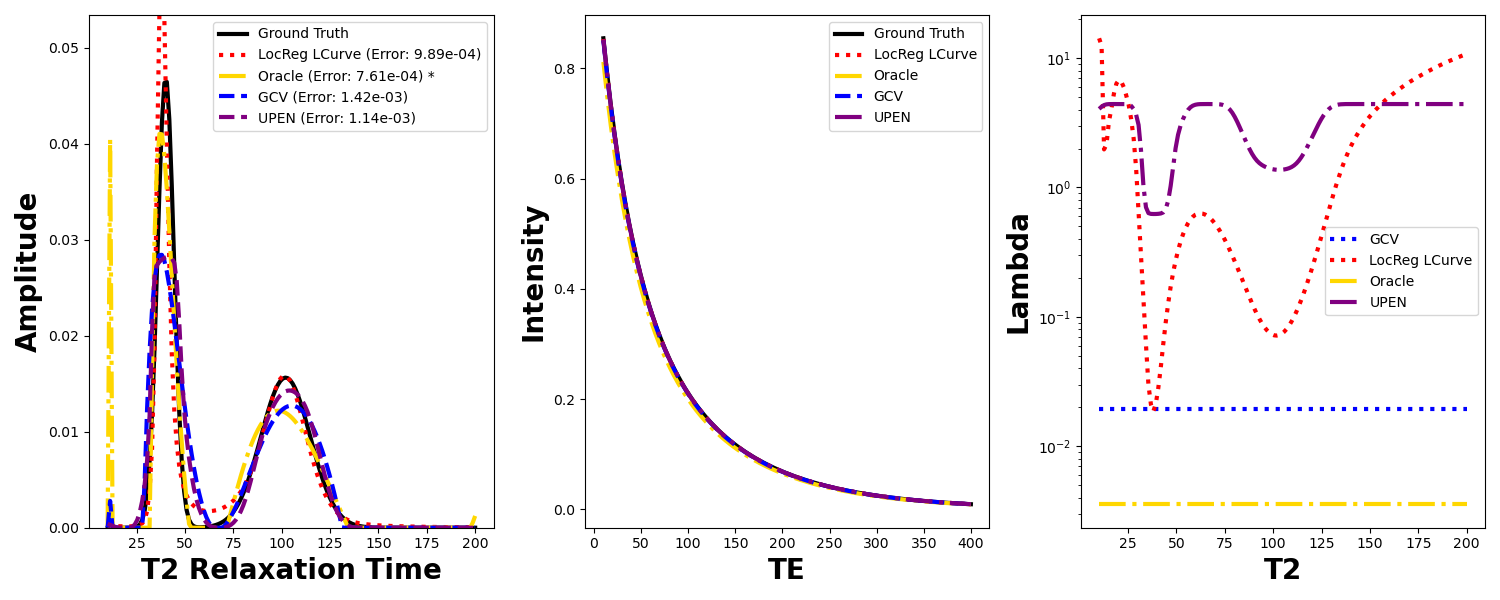 0.05
0.04
0.03
0.02
0.01
0.00
Amplitude
25 50 75 100 125 150 175 200
T2 Relaxation Time
Ground Truth
LocReg LCurve (Error: 9.89e-04)
Oracle (Error: 7.61e-04) *
GCV (Error: 1.42e-03)
UPEN (Error: 1.14e-03)
0.8
0.6
0.4
0.2
0.0
Intensity
0 50 100 150 200 250 300 350 400
TE
Ground Truth
LocReg LCurve
Oracle
GCV
UPEN
10¹
10⁰
10⁻¹
10⁻²
Lambda
25 50 75 100 125 150 175 200
T2
GCV
LocReg LCurve
Oracle
UPEN